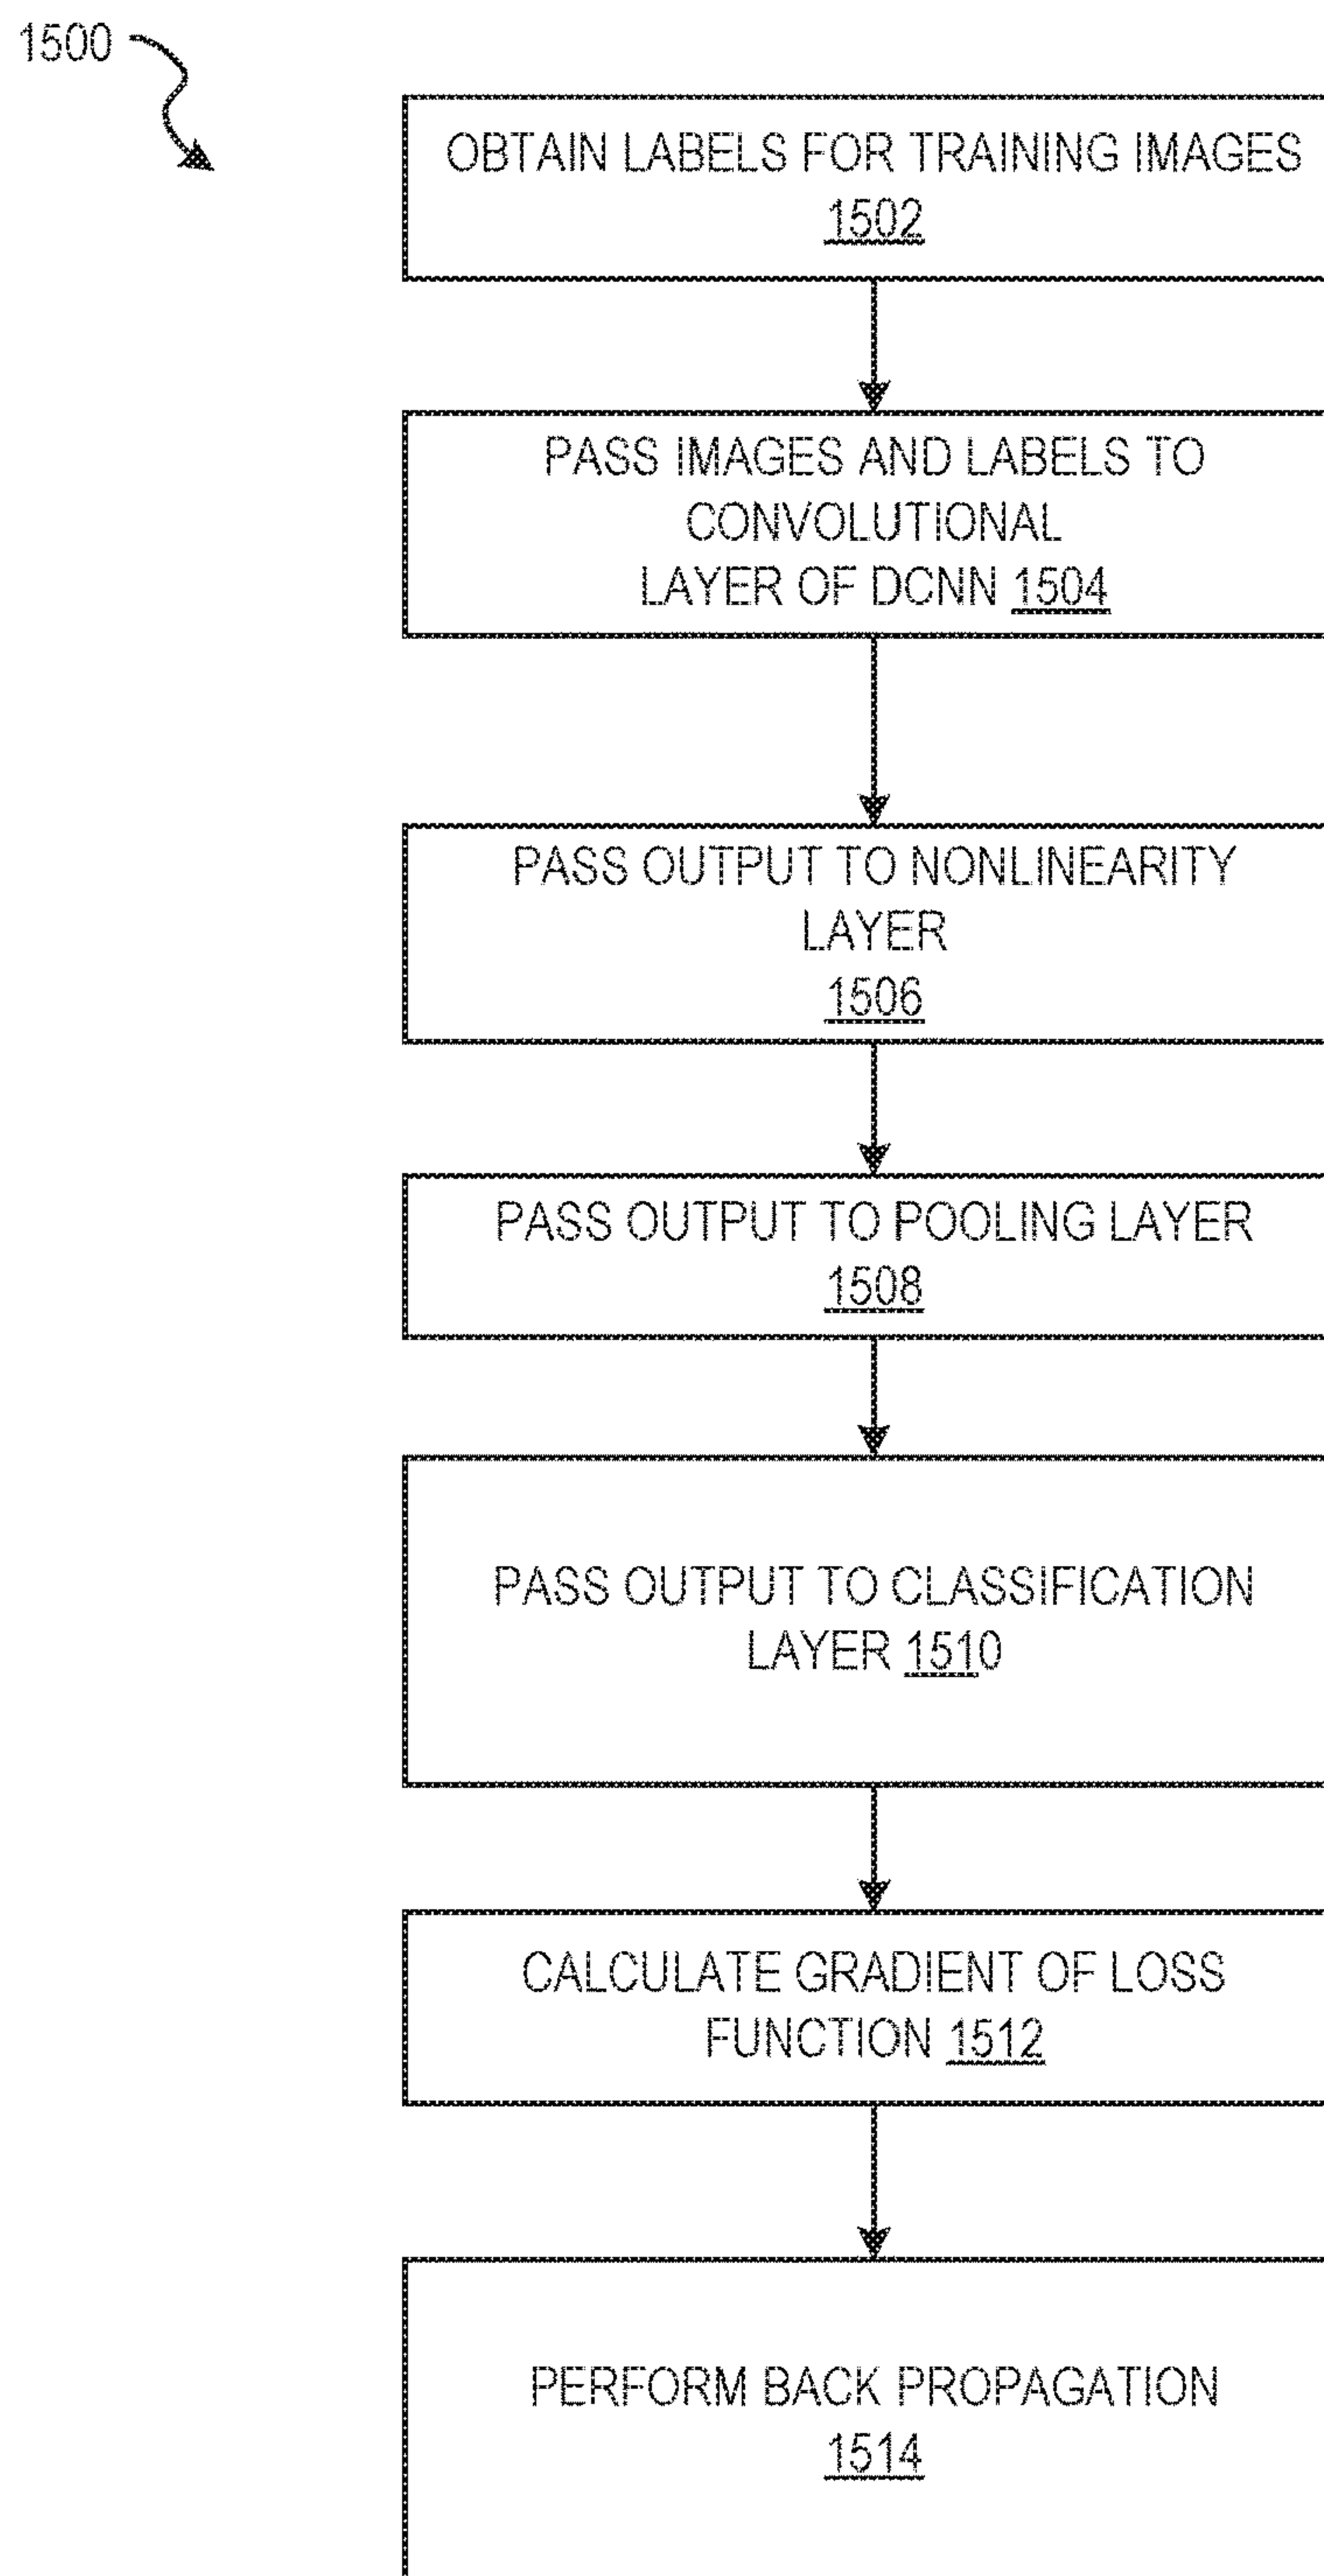 1500
OBTAIN LABELS FOR TRAINING IMAGES
1502
PASS IMAGES AND LABELS TO
CONVOLUTIONAL
LAYER OF DCNN 1504
PASS OUTPUT TO NONLINEARITY
LAYER
1506
PASS OUTPUT TO POOLING LAYER
1508
PASS OUTPUT TO CLASSIFICATION
LAYER 1510
CALCULATE GRADIENT OF LOSS
FUNCTION 1512
PERFORM BACK PROPAGATION
1514